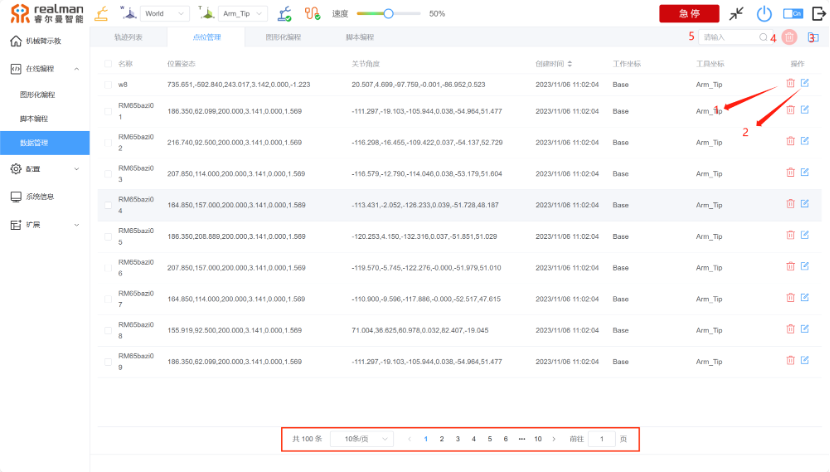 realman
睿尔曼智能
World
Arm_Tip
速度
50%
急停
ON
机械臂示教
在线编程
图形化编程
脚本编程
数据管理
配置
系统信息
扩展
轨迹列表 点位管理 图形化编程 脚本编程
5 请输入 4 3
名称 位置姿态 关节角度 创建时间 工作坐标 工具坐标 操作
w8 735.651,-592.840,243.017,3.142,0.000,-1.223 20.507,4.699,-97.759,-0.001,-86.952,0.523 2023/11/06 11:02:04 Base Arm_Tip
RM65bazi01 186.350,62.099,200.000,3.141,0.000,1.569 -111.297,-19.103,-105.944,0.038,-54.964,51.477 2023/11/06 11:02:04 Base Arm_Tip
1
2
RM65bazi02 216.740,92.500,200.000,3.141,0.000,1.569 -116.298,-16.455,-109.422,0.037,-54.137,52.729 2023/11/06 11:02:04 Base Arm_Tip
RM65bazi03 207.850,114.000,200.000,3.141,0.000,1.569 -116.579,-12.790,-114.046,0.038,-53.179,51.604 2023/11/06 11:02:04 Base Arm_Tip
RM65bazi04 164.850,157.000,200.000,3.141,0.000,1.569 -113.431,-2.052,-126.233,0.039,-51.728,48.187 2023/11/06 11:02:04 Base Arm_Tip
RM65bazi05 186.350,208.889,200.000,3.141,0.000,1.569 -120.253,4.150,-132.316,0.037,-51.851,51.029 2023/11/06 11:02:04 Base Arm_Tip
RM65bazi06 207.850,157.000,200.000,3.141,0.000,1.569 -119.570,-5.745,-122.276,-0.000,-51.979,51.010 2023/11/06 11:02:04 Base Arm_Tip
RM65bazi07 164.850,114.000,200.000,3.141,0.000,1.569 -110.900,-9.596,-117.886,-0.000,-52.517,47.615 2023/11/06 11:02:04 Base Arm_Tip
RM65bazi08 155.919,92.500,200.000,3.141,0.000,1.569 71.004,36.625,60.978,0.032,82.407,-19.045 2023/11/06 11:02:04 Base Arm_Tip
RM65bazi09 186.350,62.099,200.000,3.141,0.000,1.569 -111.297,-19.103,-105.944,0.038,-54.964,51.477 2023/11/06 11:02:04 Base Arm_Tip
共 100 条 10条/页 1 2 3 4 5 6 ··· 10 前往 1 页